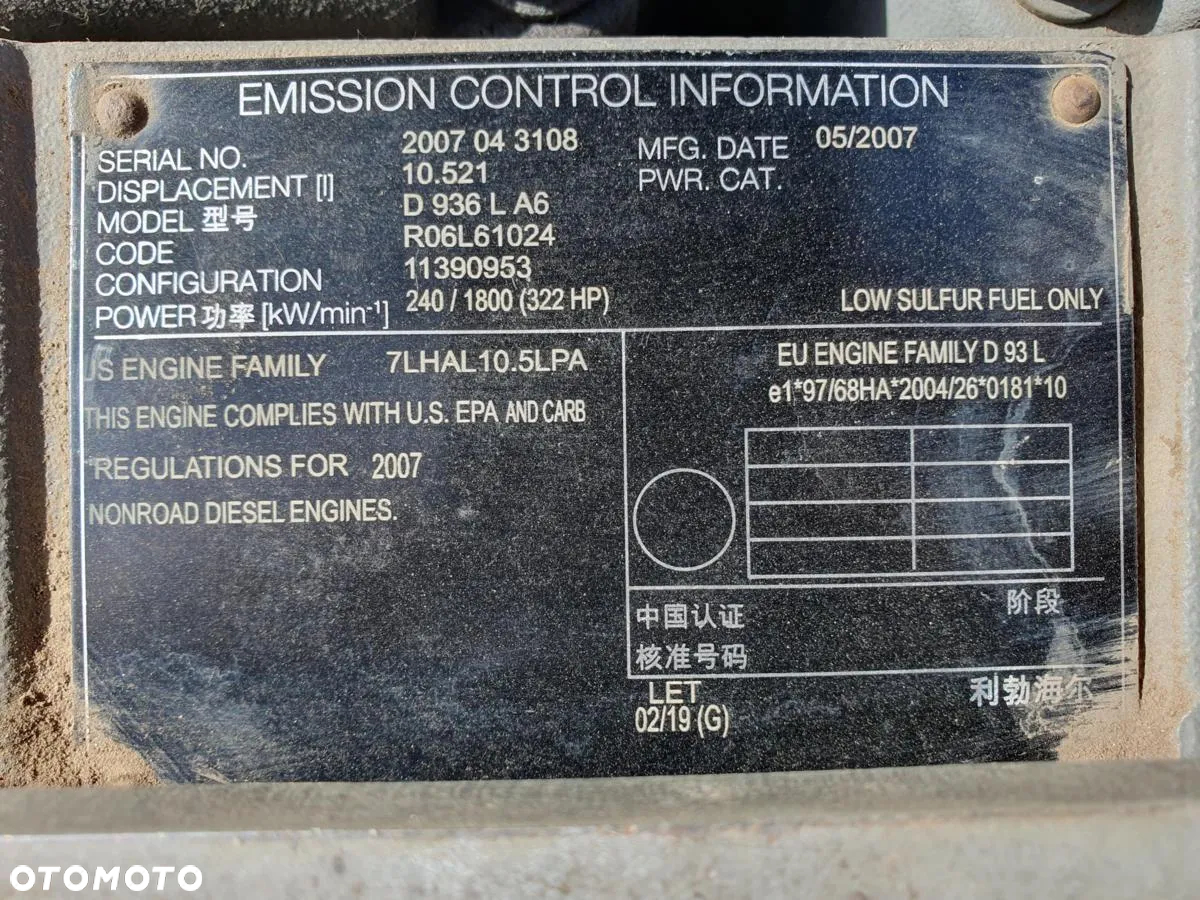 EMISSION CONTROL INFORMATION
SERIAL NO. 2007 04 3108 MFG. DATE 05/2007
DISPLACEMENT [l] 10.521 PWR. CAT.
MODEL 型号 D 936 L A6
CODE R06L61024
CONFIGURATION 11390953
POWER 功率 [kW/min-1] 240 / 1800 (322 HP) LOW SULFUR FUEL ONLY
US ENGINE FAMILY 7LHAL10.5LPA
THIS ENGINE COMPLIES WITH U.S. EPA AND CARB
REGULATIONS FOR 2007
NONROAD DIESEL ENGINES.
EU ENGINE FAMILY D 93 L
e1*97/68HA*2004/26*0181*10
中国认证 阶段
核准号码
LET 利勃海尔
02/19 (G)
OTOMOTO